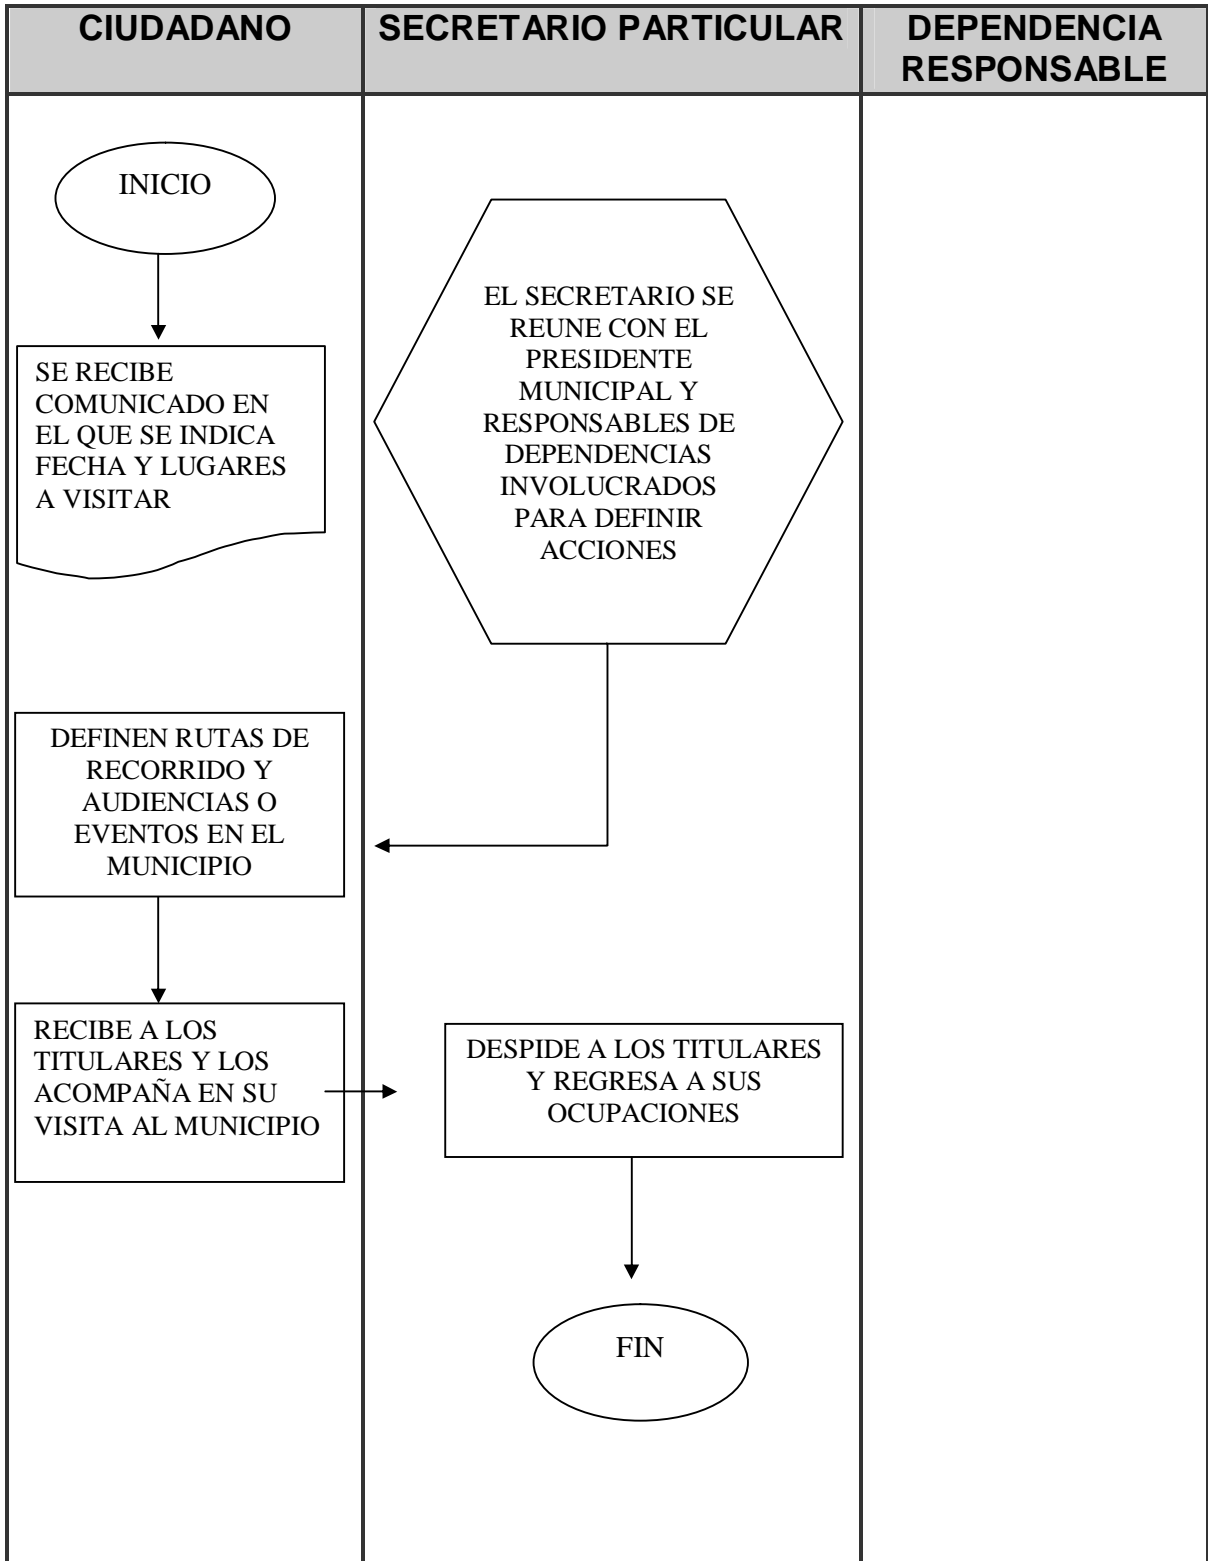 CIUDADANO
SECRETARIO PARTICULAR
DEPENDENCIA
RESPONSABLE
INICIO
SE RECIBE
COMUNICADO EN
EL QUE SE INDICA
FECHA Y LUGARES
A VISITAR
EL SECRETARIO SE
REUNE CON EL
PRESIDENTE
MUNICIPAL Y
RESPONSABLES DE
DEPENDENCIAS
INVOLUCRADOS
PARA DEFINIR
ACCIONES
DEFINEN RUTAS DE
RECORRIDO Y
AUDIENCIAS O
EVENTOS EN EL
MUNICIPIO
RECIBE A LOS
TITULARES Y LOS
ACOMPAÑA EN SU
VISITA AL MUNICIPIO
DESPIDE A LOS TITULARES
Y REGRESA A SUS
OCUPACIONES
FIN